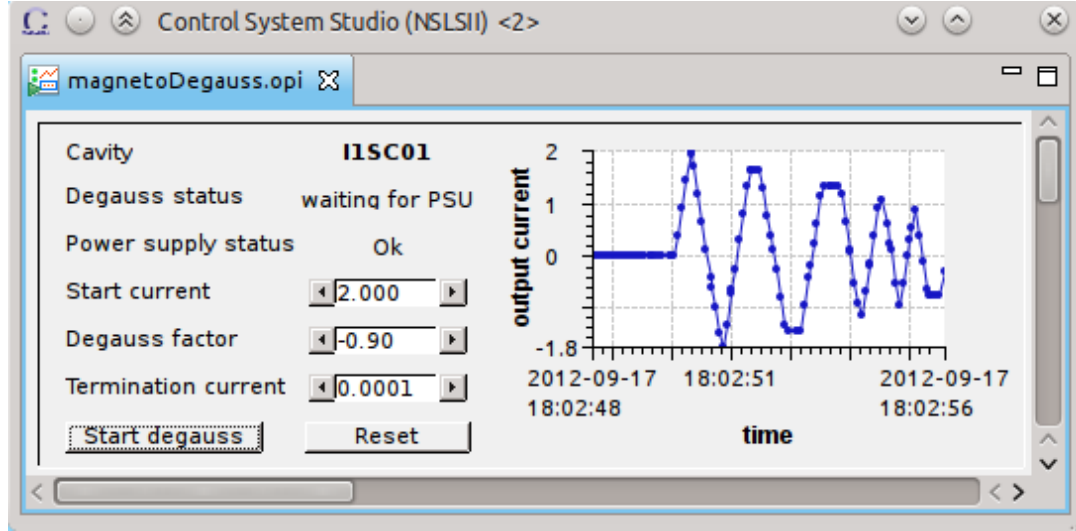 Control System Studio (NSLSII) <2>
magnetoDegauss.opi
Cavity I1SC01
Degauss status waiting for PSU
Power supply status Ok
Start current 2.000
Degauss factor -0.90
Termination current 0.0001
Start degauss Reset
output current
2
1
0
-1.8
2012-09-17 18:02:51 2012-09-17
18:02:48 18:02:56
time